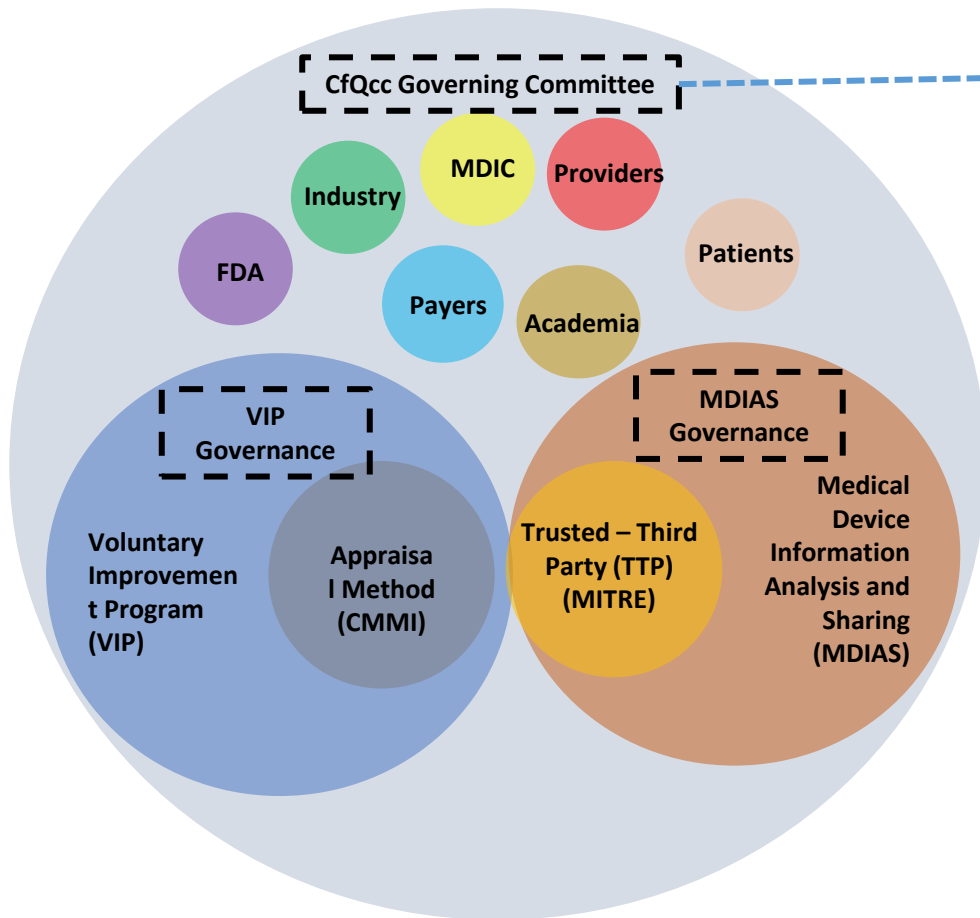 CfQcc Governing Committee
MDIC
Providers
Industry
Patients
FDA
Payers
Academia
VIP
Governance
MDIAS
Governance
Voluntary
Improvemen
t Program
(VIP)
Appraisa
l Method
(CMMI)
Trusted – Third
Party (TTP)
(MITRE)
Medical
Device
Information
Analysis and
Sharing
(MDIAS)